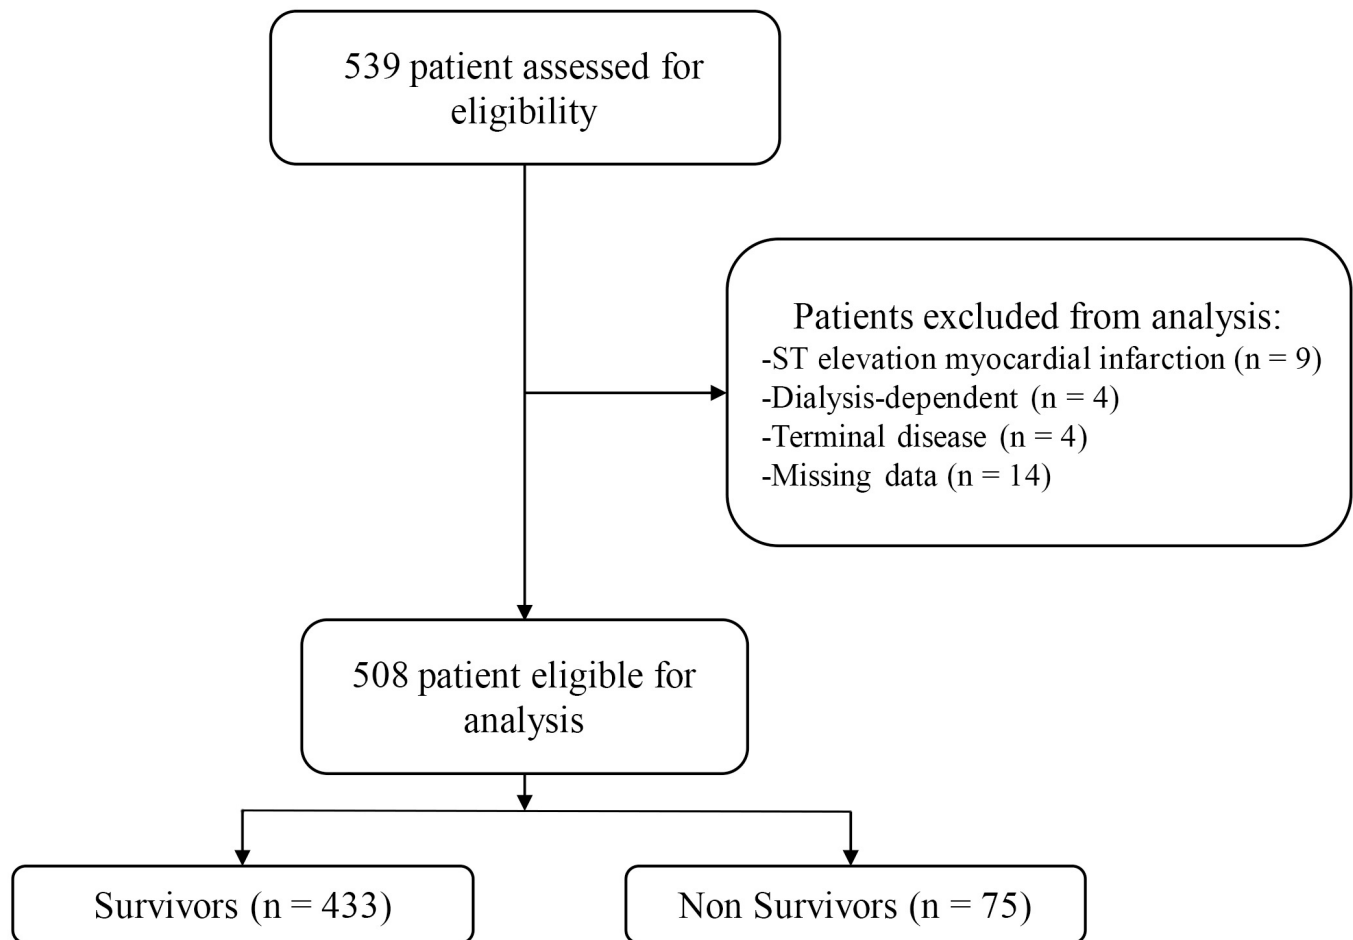 539 patient assessed for
eligibility
Patients excluded from analysis:
-ST elevation myocardial infarction (n = 9)
-Dialysis-dependent (n = 4)
-Terminal disease (n = 4)
-Missing data (n = 14)
508 patient eligible for
analysis
Survivors (n = 433)
Non Survivors (n = 75)